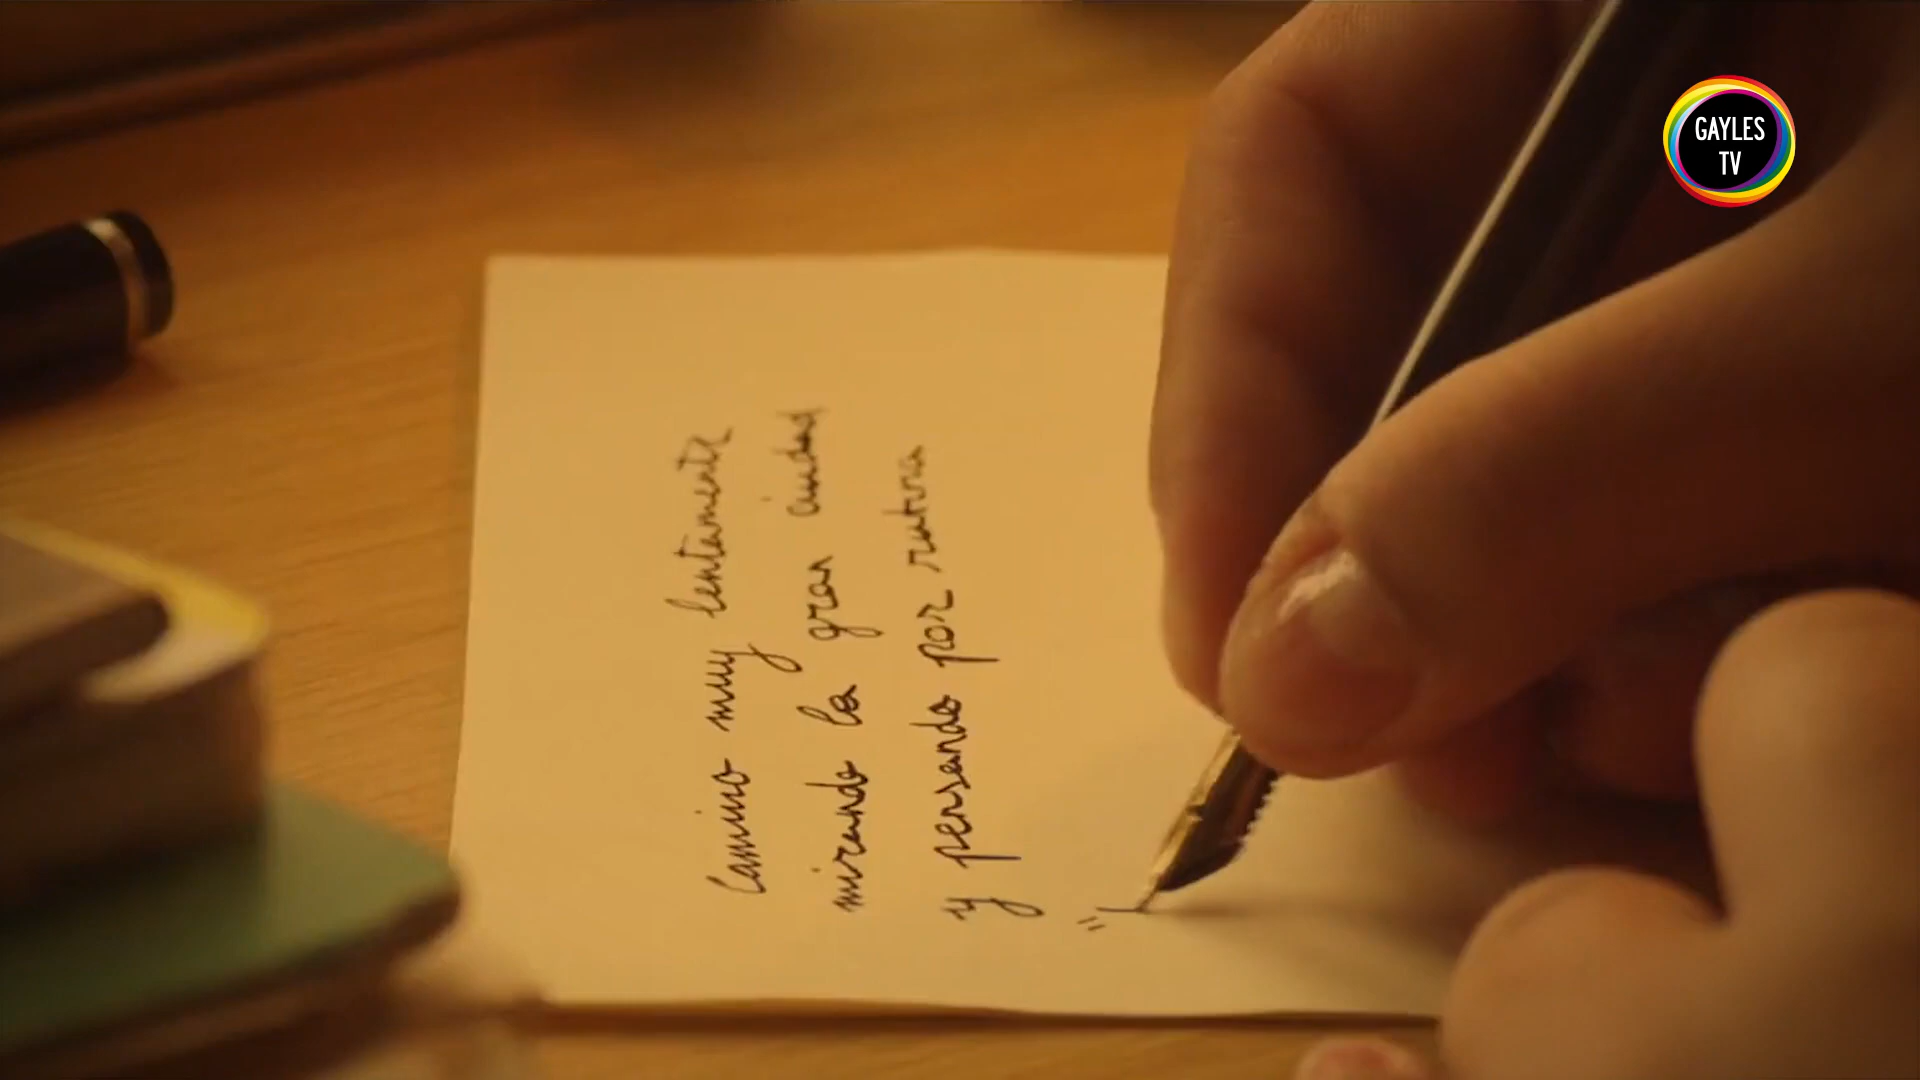 Camino muy lentamente
mirando la gran ciudad
y pensando por rutina
"
GAYLES
TV